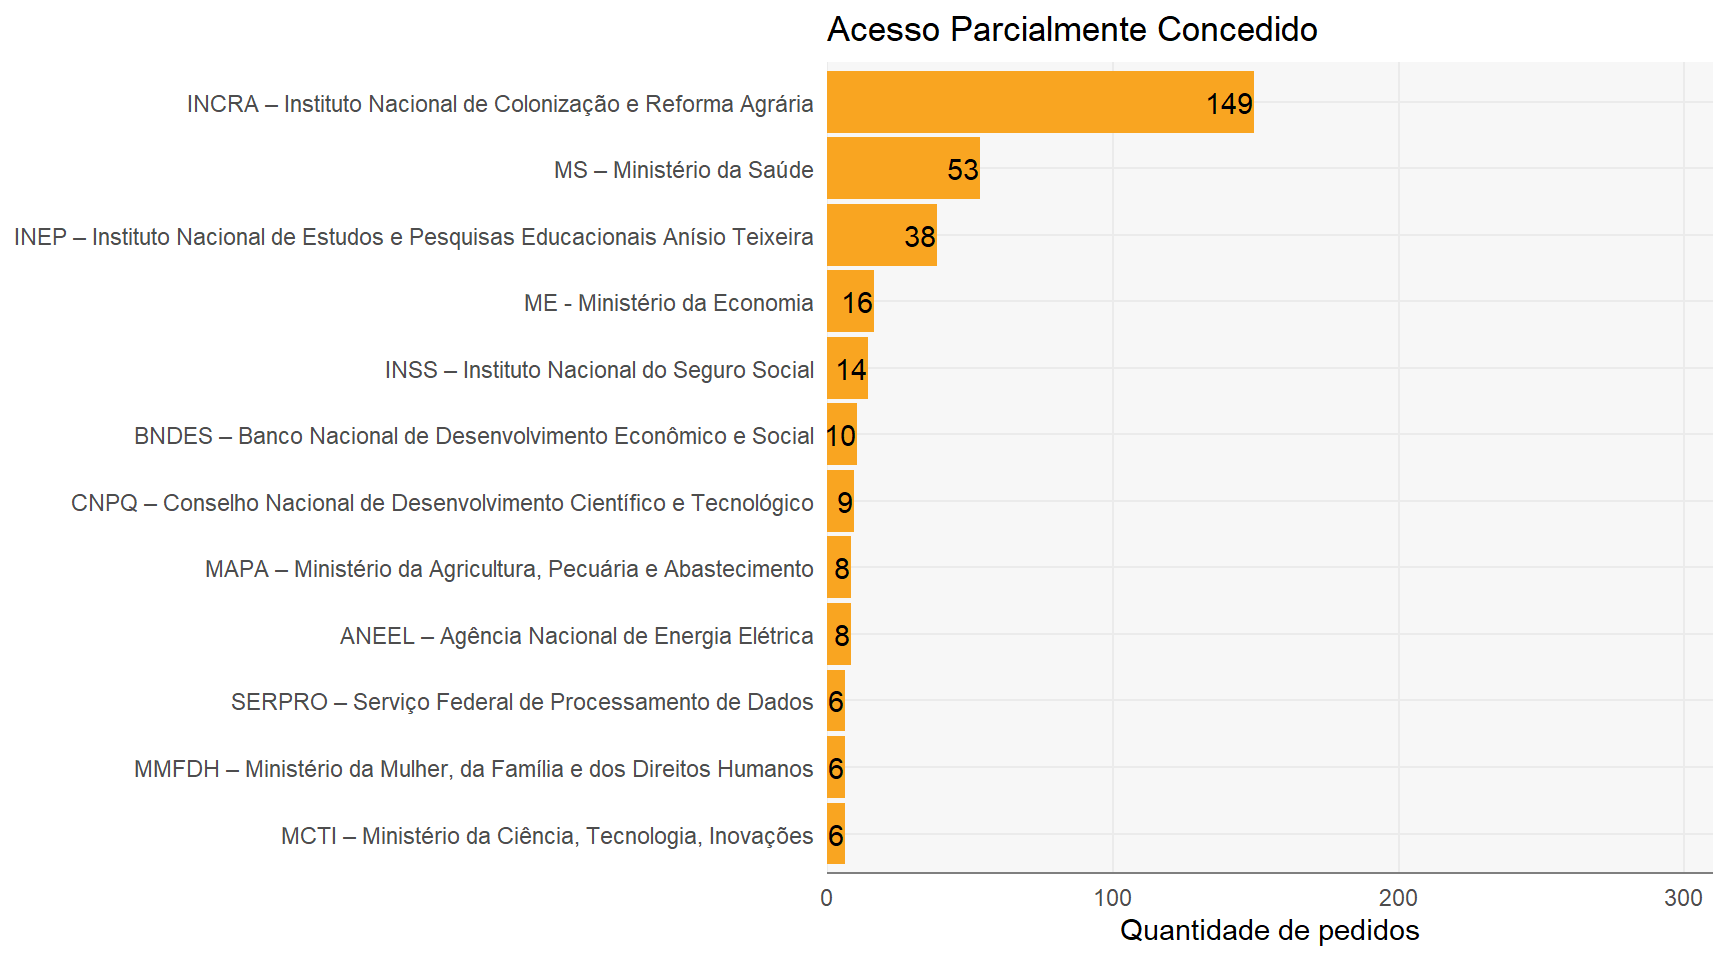 Acesso Parcialmente Concedido
INCRA – Instituto Nacional de Colonização e Reforma Agrária 149
MS – Ministério da Saúde 53
INEP – Instituto Nacional de Estudos e Pesquisas Educacionais Anísio Teixeira 38
ME - Ministério da Economia 16
INSS – Instituto Nacional do Seguro Social 14
BNDES – Banco Nacional de Desenvolvimento Econômico e Social 10
CNPQ – Conselho Nacional de Desenvolvimento Científico e Tecnológico 9
MAPA – Ministério da Agricultura, Pecuária e Abastecimento 8
ANEEL – Agência Nacional de Energia Elétrica 8
SERPRO – Serviço Federal de Processamento de Dados 6
MMFDH – Ministério da Mulher, da Família e dos Direitos Humanos 6
MCTI – Ministério da Ciência, Tecnologia, Inovações 6
0 100 200 300
Quantidade de pedidos